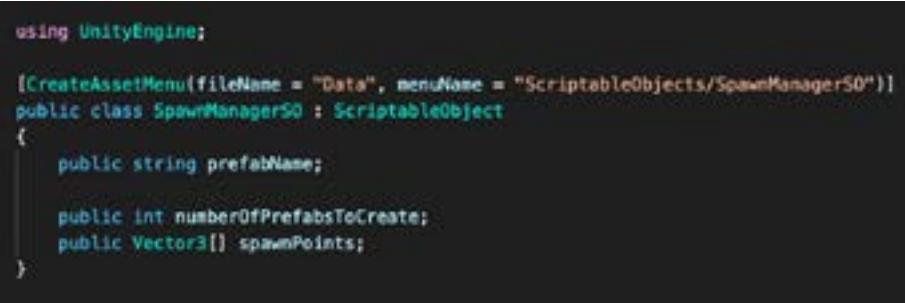 using UnityEngine;
[CreateAssetMenu(fileName = "Data", menuName = "ScriptableObjects/SpawnManagerSO")]
public class SpawnManagerSO : ScriptableObject
{
public string prefabName;
public int numberOfPrefabsToCreate;
public Vector3[] spawnPoints;
}